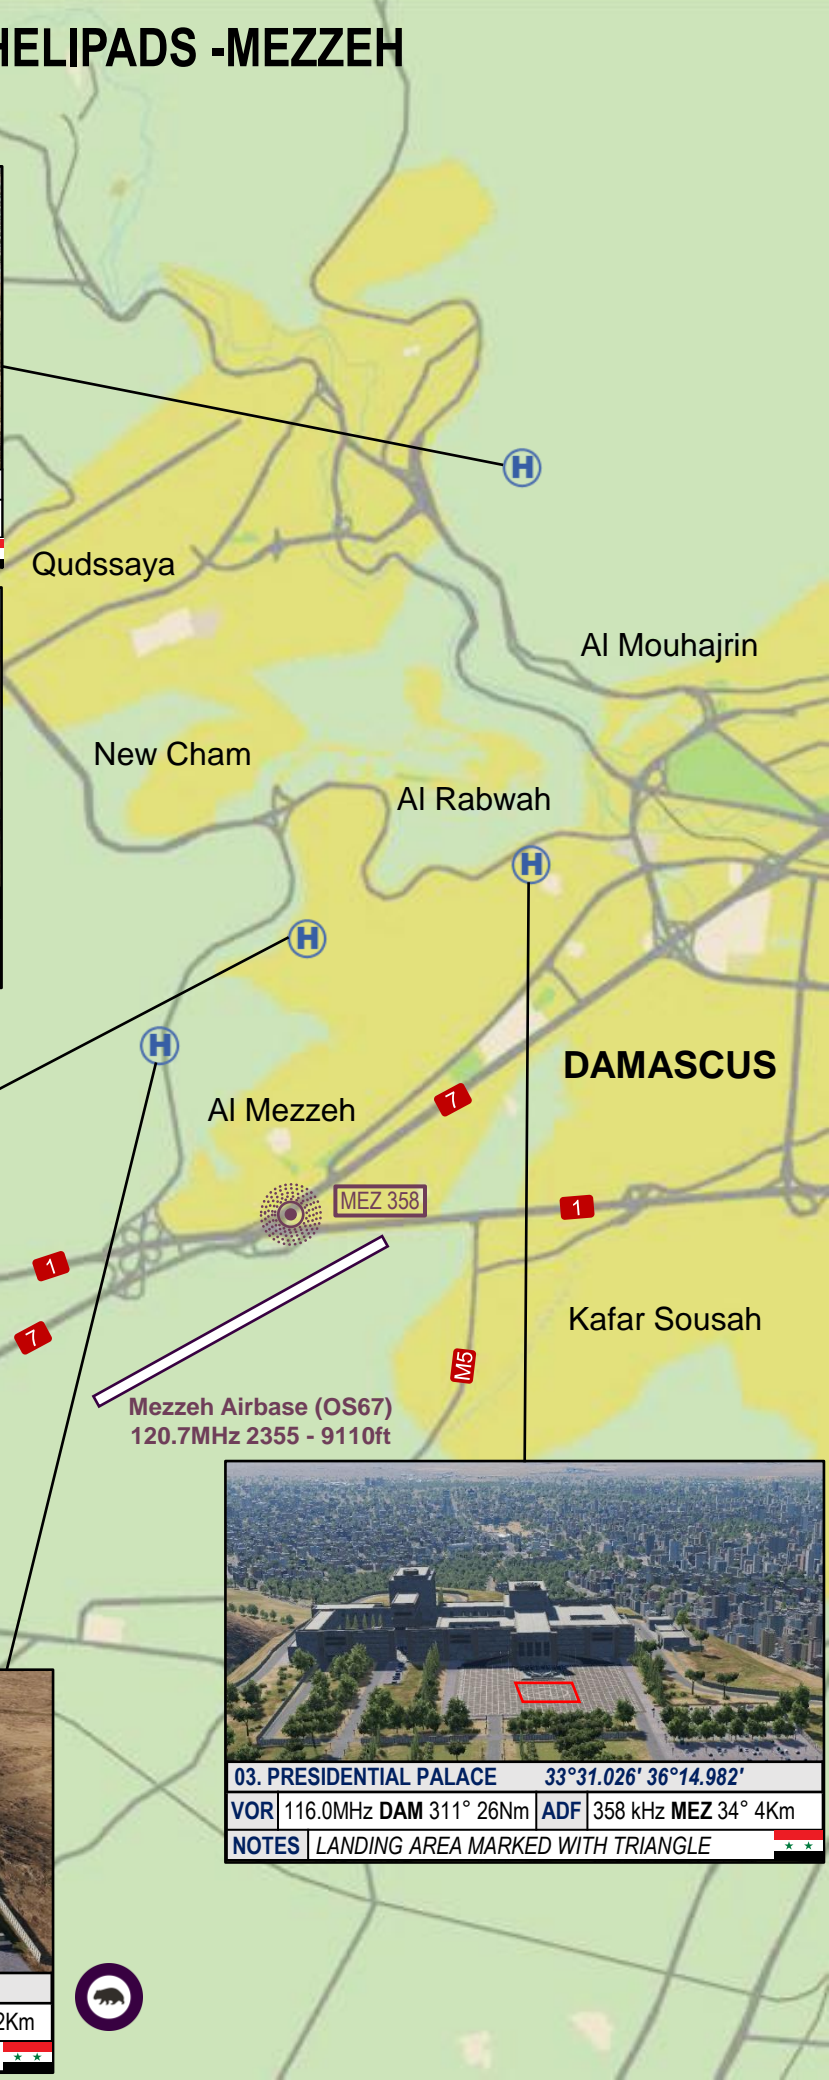 HELIPADS -MEZZEH
H
Qudssaya
Al Mouhajrin
New Cham
Al Rabwah
H
H
H
DAMASCUS
7
Al Mezzeh
MEZ 358
1
1
7
Kafar Sousah
M5
Mezzeh Airbase (OS67)
120.7MHz 2355 - 9110ft
03. PRESIDENTIAL PALACE 33°31.026' 36°14.982'
VOR 116.0MHz DAM 311° 26Nm ADF 358 kHz MEZ 34° 4Km
NOTES LANDING AREA MARKED WITH TRIANGLE
2Km